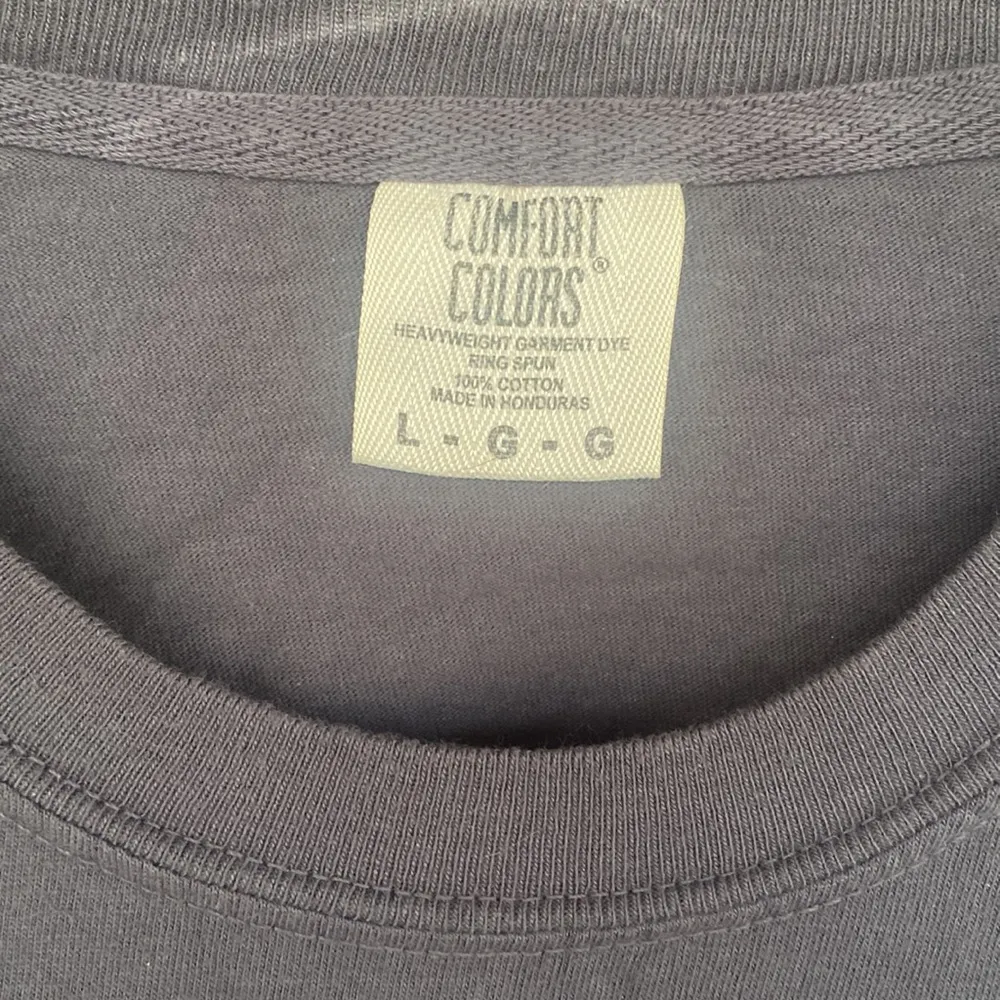 COMFORT
COLORS®
HEAVYWEIGHT GARMENT DYE
RING SPUN
100% COTTON
MADE IN HONDURAS
L - G - G